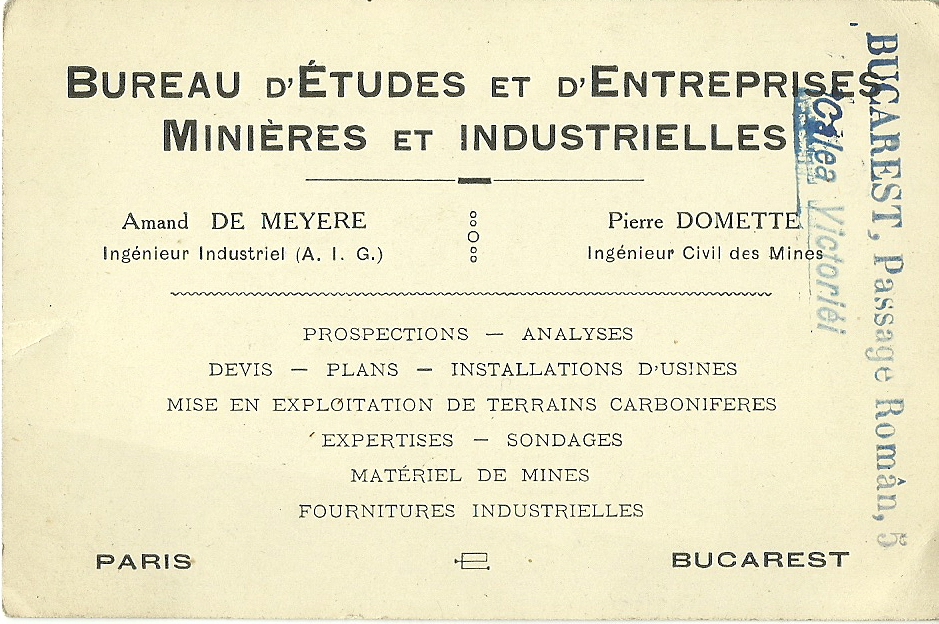 BUREAU D'ÉTUDES ET D'ENTREPRISES
MINIÈRES ET INDUSTRIELLES
Amand DE MEYERE
Ingénieur Industriel (A. I. G.)
Pierre DOMETTE
Ingénieur Civil des Mines
PROSPECTIONS — ANALYSES
DEVIS — PLANS — INSTALLATIONS D'USINES
MISE EN EXPLOITATION DE TERRAINS CARBONIFERES
EXPERTISES — SONDAGES
MATÉRIEL DE MINES
FOURNITURES INDUSTRIELLES
PARIS
BUCAREST
BUCAREST, Passage Român, 5
Calea Victoriei